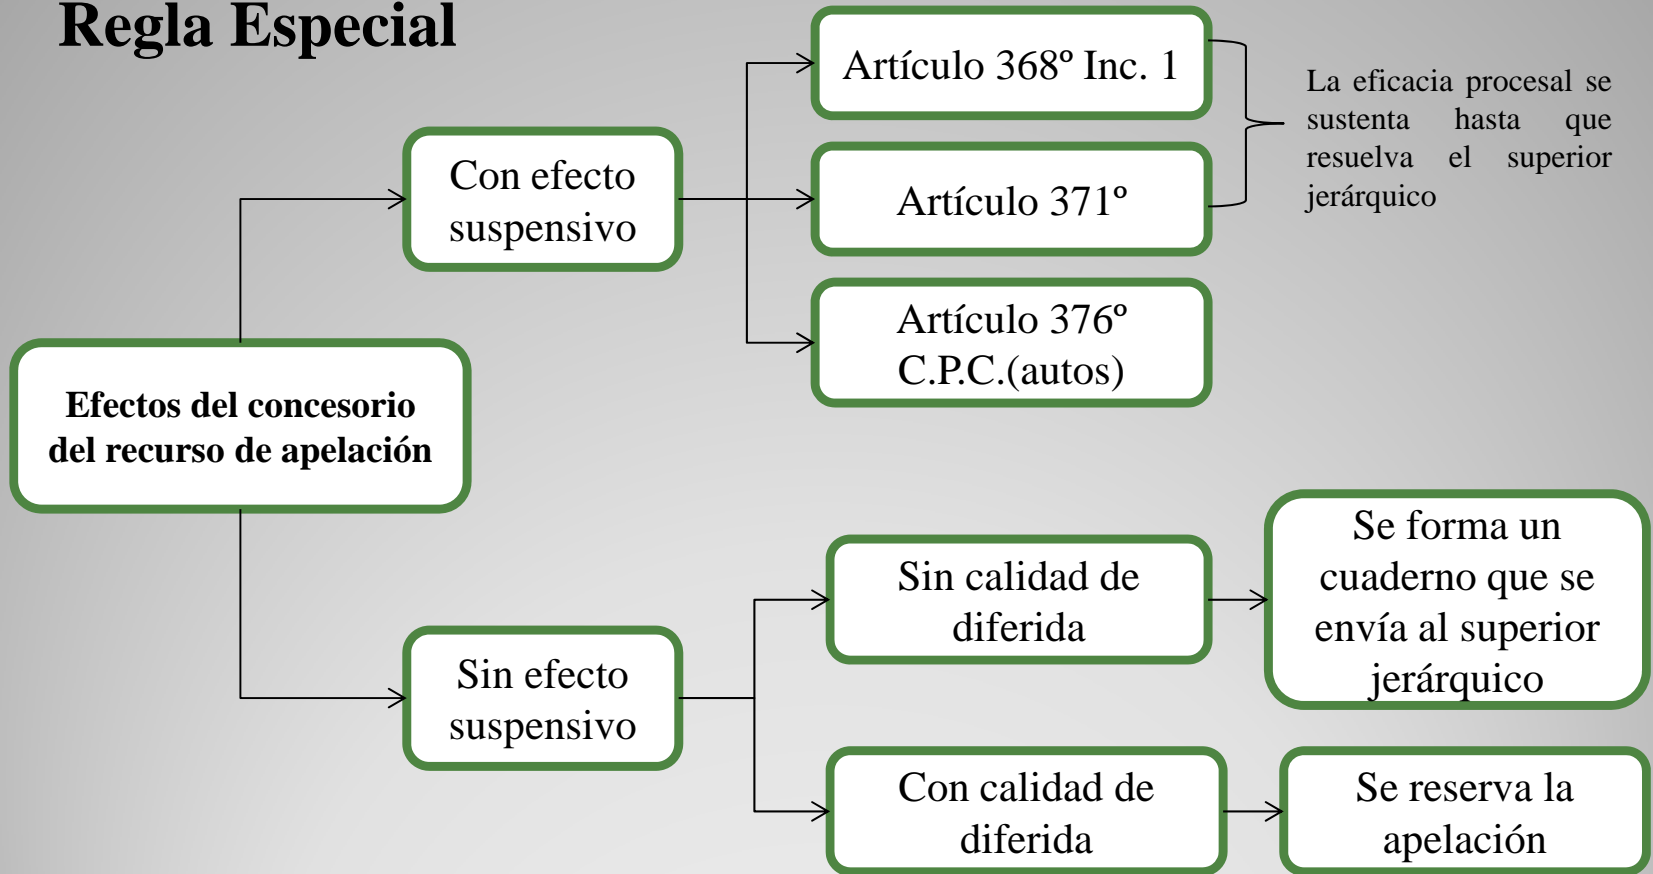 Regla Especial
Artículo 368º Inc. 1
La eficacia procesal se
sustenta hasta que
resuelva el superior
jerárquico
Con efecto
suspensivo
Artículo 371º
Artículo 376º
C.P.C.(autos)
Efectos del concesorio
del recurso de apelación
Sin efecto
suspensivo
Sin calidad de
diferida
Se forma un
cuaderno que se
envía al superior
jerárquico
Con calidad de
diferida
Se reserva la
apelación